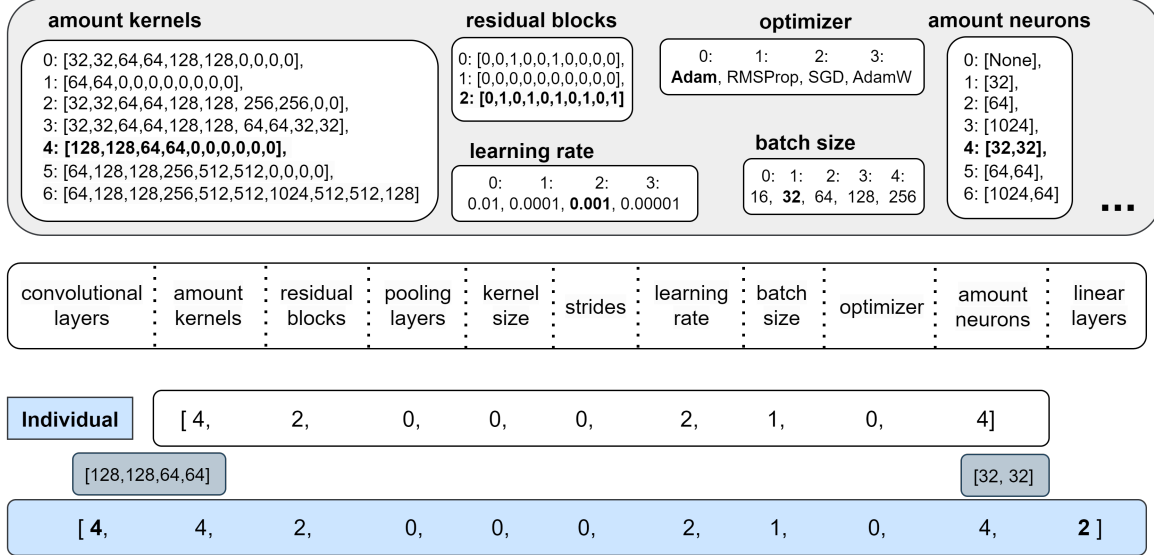 amount kernels
0: [32,32,64,64,128,128,0,0,0,0],
1: [64,64,0,0,0,0,0,0,0,0],
2: [32,32,64,64,128,128, 256,256,0,0],
3: [32,32,64,64,128,128, 64,64,32,32],
4: [128,128,64,64,0,0,0,0,0,0],
5: [64,128,128,256,512,512,0,0,0,0],
6: [64,128,128,256,512,512,1024,512,512,128]
residual blocks
0: [0,0,1,0,0,1,0,0,0,0],
1: [0,0,0,0,0,0,0,0,0,0],
2: [0,1,0,1,0,1,0,1,0,1]
optimizer
0: 1: 2: 3:
Adam, RMSProp, SGD, AdamW
learning rate
0: 1: 2: 3:
0.01, 0.0001, 0.001, 0.00001
batch size
0: 1: 2: 3: 4:
16, 32, 64, 128, 256
amount neurons
0: [None],
1: [32],
2: [64],
3: [1024],
4: [32,32],
5: [64,64],
6: [1024,64]
...
convolutional
layers
amount
kernels
residual
blocks
pooling
layers
kernel
size
strides
learning
rate
batch
size
optimizer
amount
neurons
linear
layers
Individual
[ 4, 2, 0, 0, 0, 2, 1, 0, 4]
[128,128,64,64]
[32, 32]
[ 4, 4, 2, 0, 0, 0, 2, 1, 0, 4, 2 ]